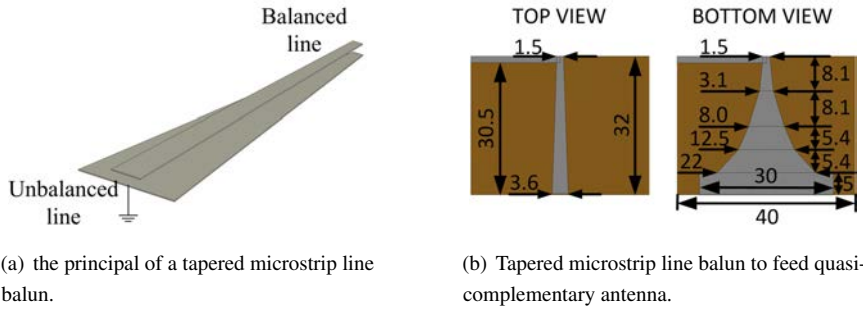 Balanced
line
Unbalanced
line
(a) the principal of a tapered microstrip line
balun.
TOP VIEW
1.5
30.5
32
3.6
BOTTOM VIEW
1.5
8.1
3.1
8.1
8.0
5.4
12.5
5.4
22
30
5
40
(b) Tapered microstrip line balun to feed quasi-
complementary antenna.